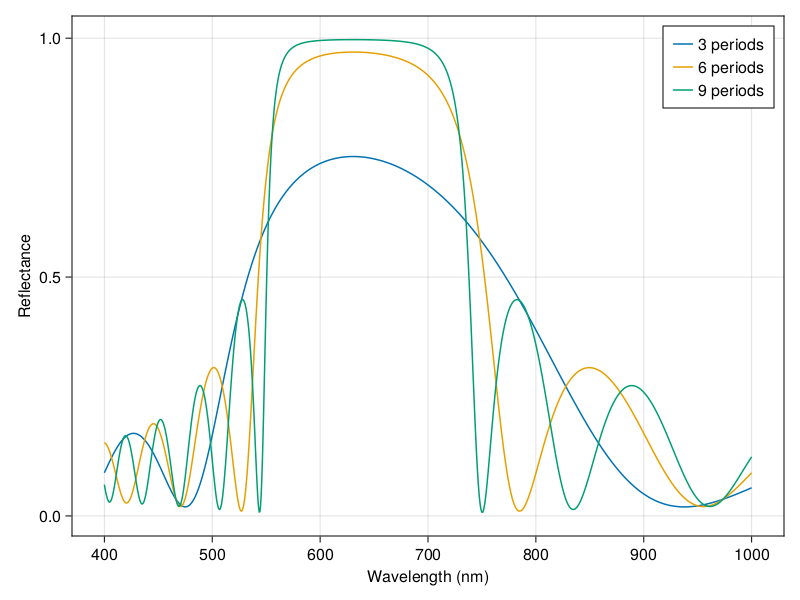 3 periods
6 periods
9 periods
Reflectance
1.0
0.5
0.0
400 500 600 700 800 900 1000
Wavelength (nm)